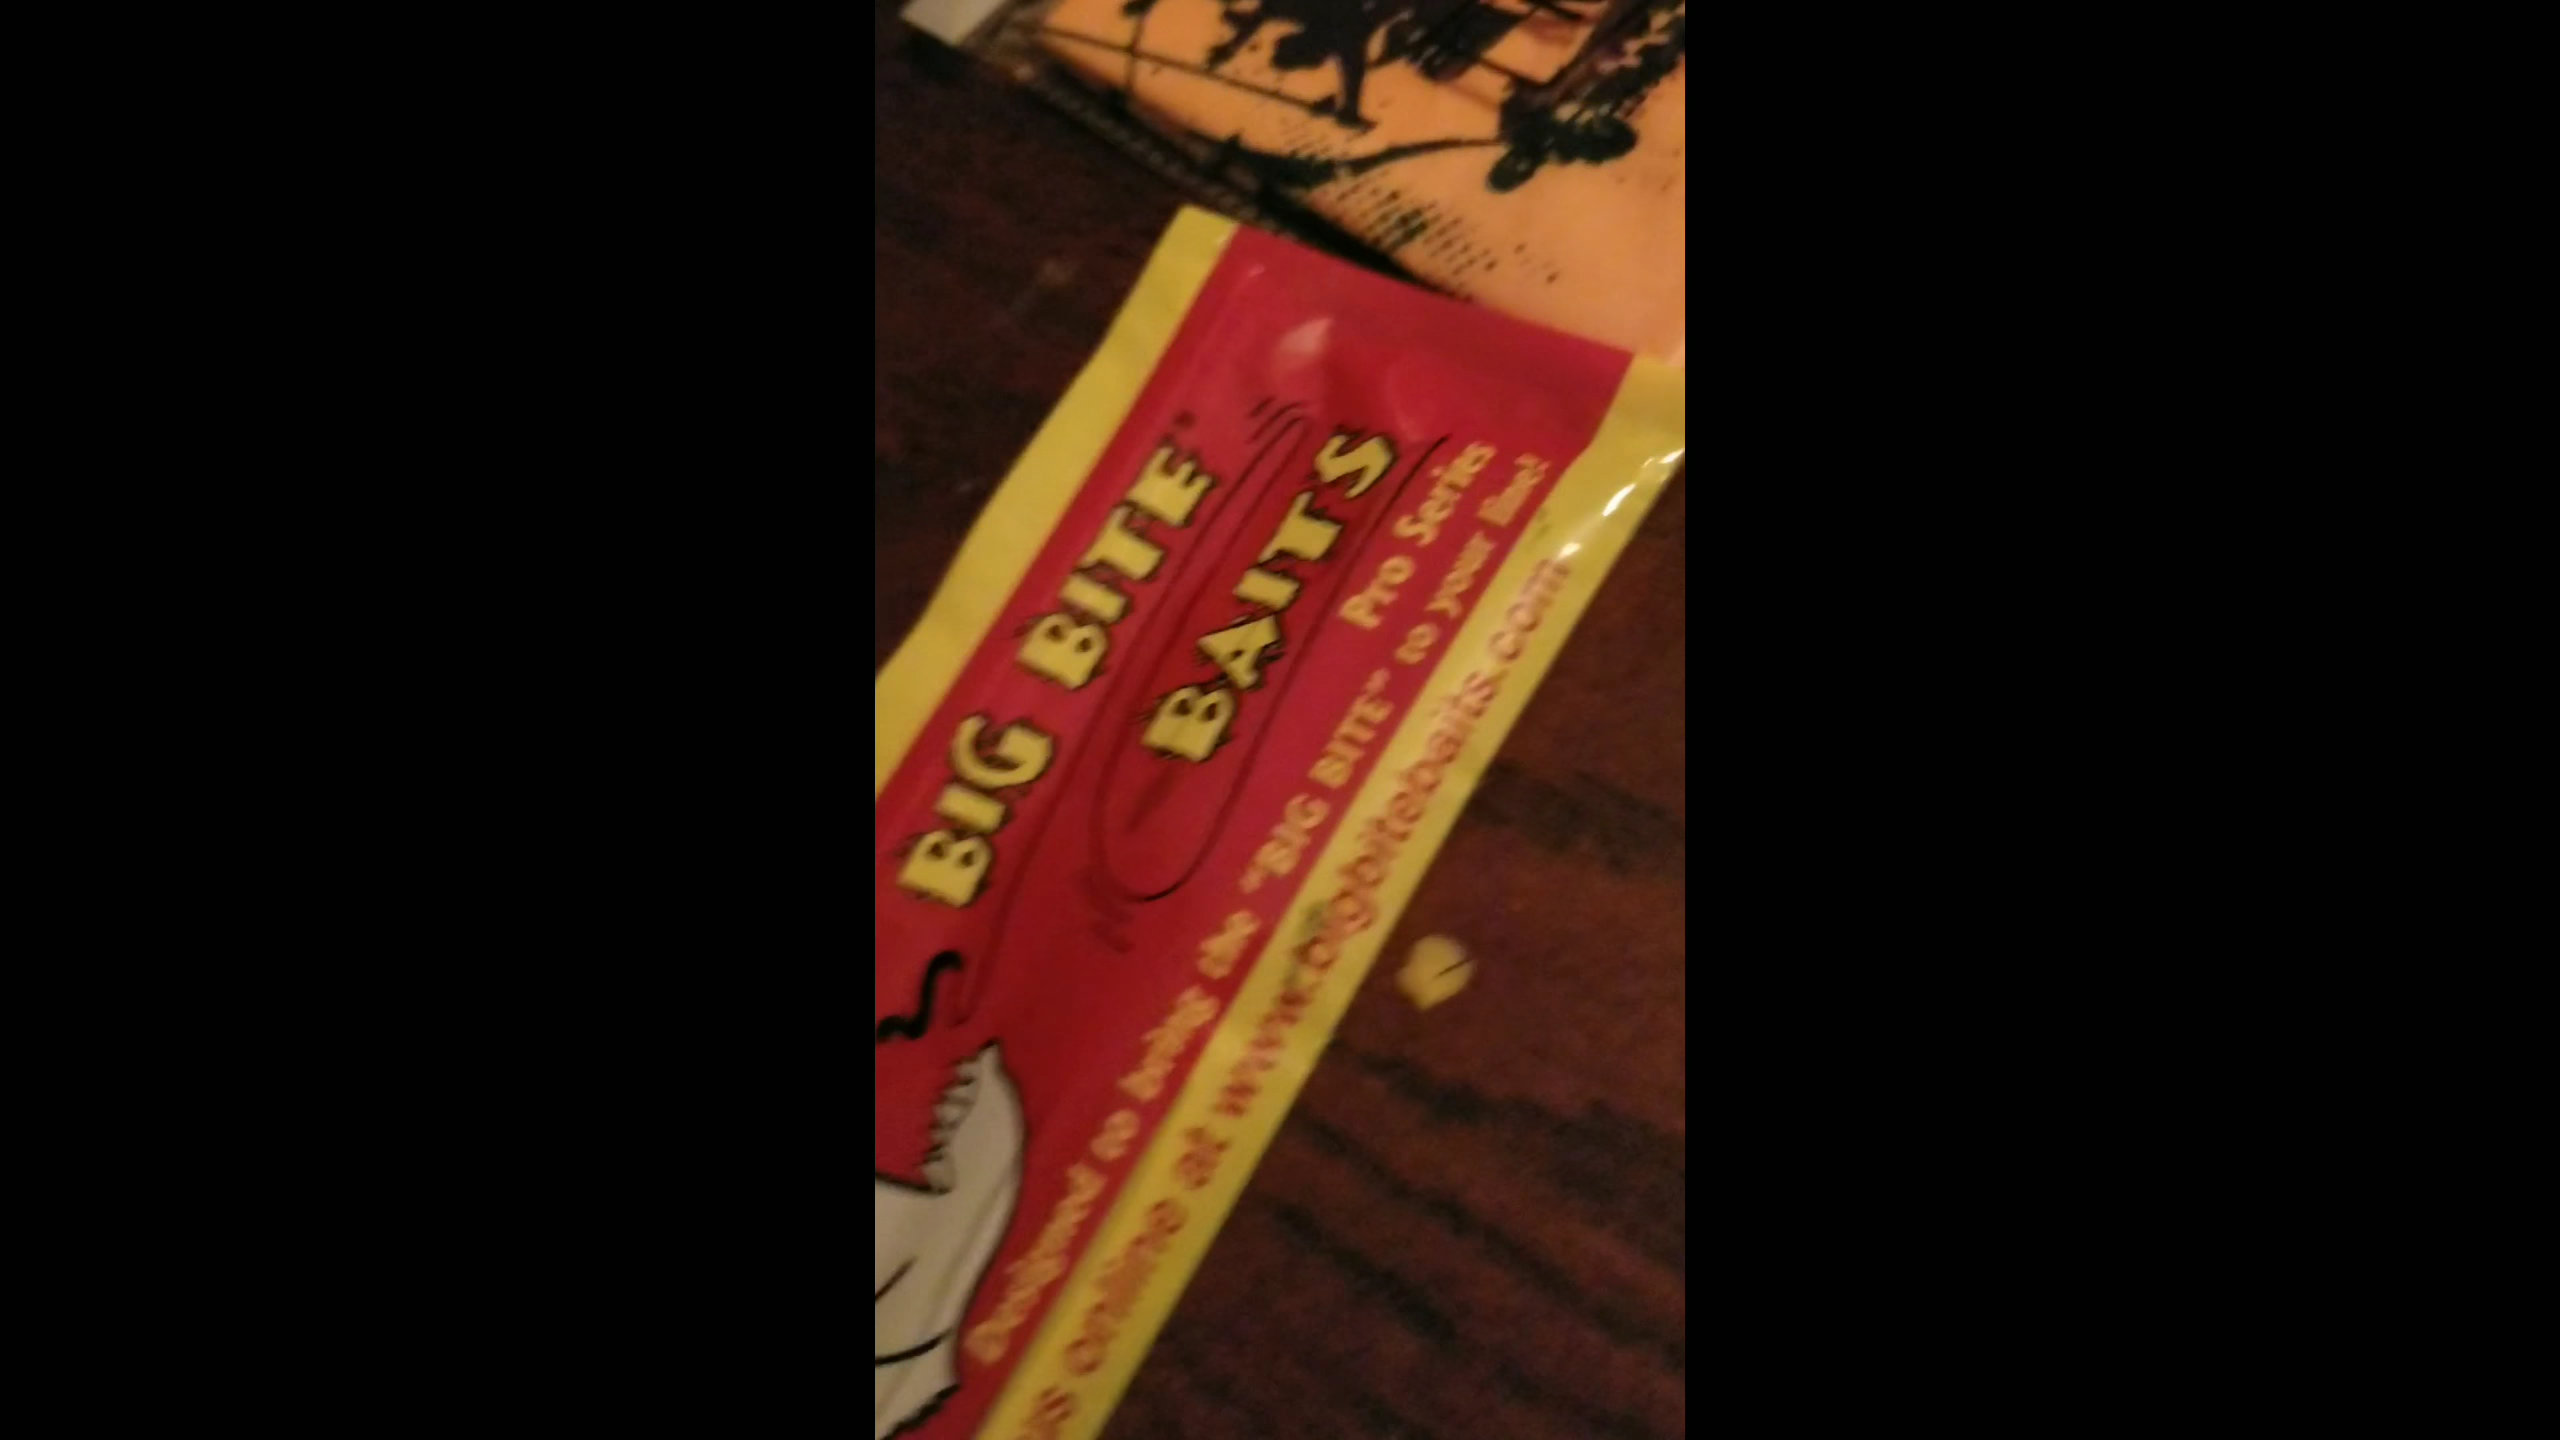 BIG BITE®
BAITS
Pro Series
Designed to bring the "BIG BITE" to your line!
us online at www.bigbitebaits.com